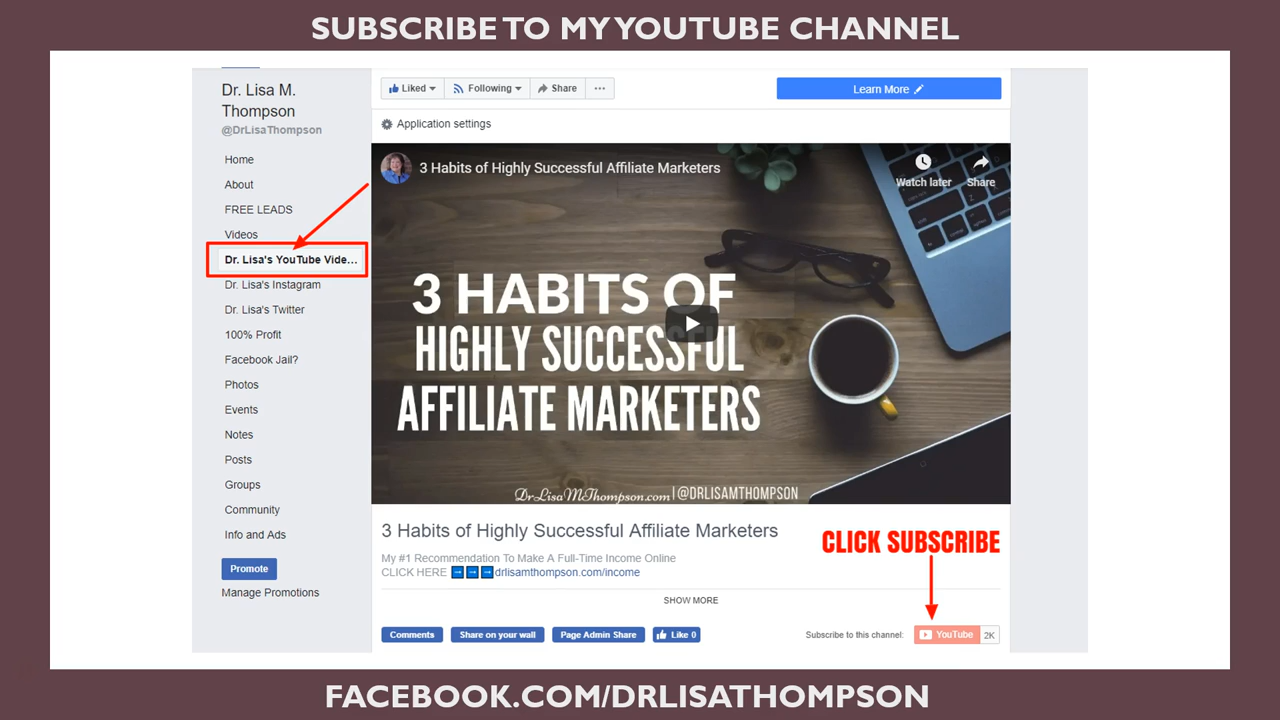 SUBSCRIBE TO MY YOUTUBE CHANNEL
Dr. Lisa M.
Thompson
@DrLisaThompson
Home
About
FREE LEADS
Videos
Dr. Lisa's YouTube Vide...
Dr. Lisa's Instagram
Dr. Lisa's Twitter
100% Profit
Facebook Jail?
Photos
Events
Notes
Posts
Groups
Community
Info and Ads
Promote
Manage Promotions
Liked Following Share ...
Learn More
Application settings
3 Habits of Highly Successful Affiliate Marketers
Watch later Share
3 HABITS OF
HIGHLY SUCCESSFUL
AFFILIATE MARKETERS
DrLisaMThompson.com | @DRLISAMTHOMPSON
3 Habits of Highly Successful Affiliate Marketers
My #1 Recommendation To Make A Full-Time Income Online
CLICK HERE ➡➡➡drlisamthompson.com/income
CLICK SUBSCRIBE
SHOW MORE
Comments Share on your wall Page Admin Share Like 0
Subscribe to this channel: YouTube 2K
FACEBOOK.COM/DRLISATHOMPSON